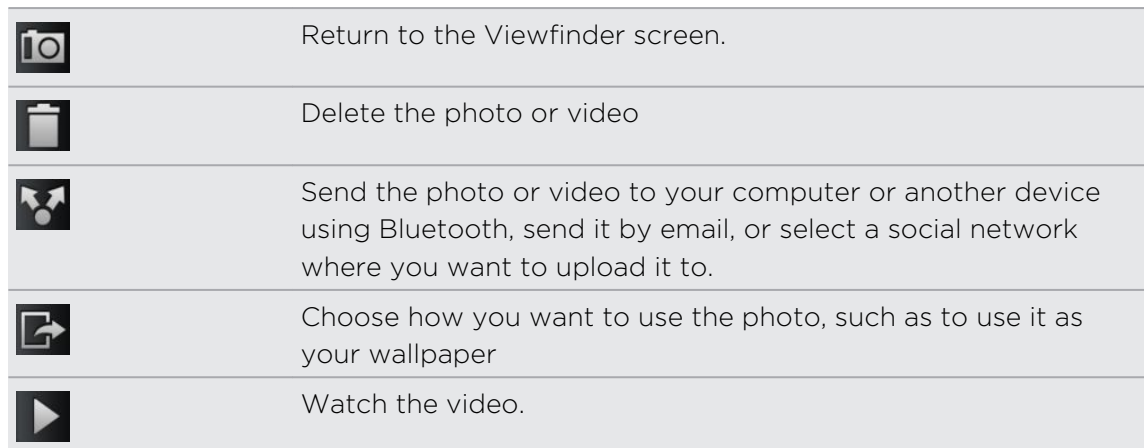 Return to the Viewfinder screen.
Delete the photo or video
Send the photo or video to your computer or another device
using Bluetooth, send it by email, or select a social network
where you want to upload it to.
Choose how you want to use the photo, such as to use it as
your wallpaper
Watch the video.